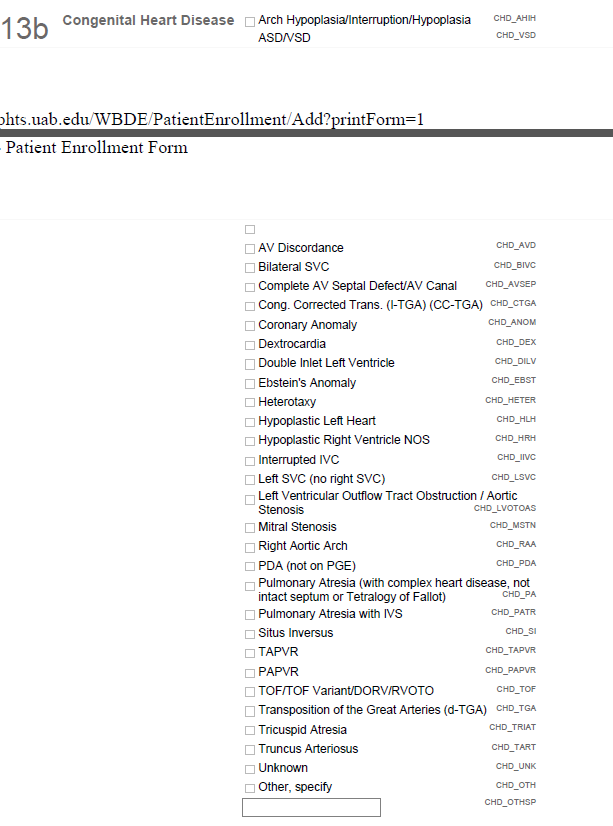 13b Congenital Heart Disease Arch Hypoplasia/Interruption/Hypoplasia CHD_AHIH
ASD/VSD CHD_VSD
phts.uab.edu/WBDE/PatientEnrollment/Add?printForm=1
- Patient Enrollment Form
AV Discordance CHD_AVD
Bilateral SVC CHD_BIVC
Complete AV Septal Defect/AV Canal CHD_AVSEP
Cong. Corrected Trans. (l-TGA) (CC-TGA) CHD_CTGA
Coronary Anomaly CHD_ANOM
Dextrocardia CHD_DEX
Double Inlet Left Ventricle CHD_DILV
Ebstein's Anomaly CHD_EBST
Heterotaxy CHD_HETER
Hypoplastic Left Heart CHD_HLH
Hypoplastic Right Ventricle NOS CHD_HRH
Interrupted IVC CHD_IIVC
Left SVC (no right SVC) CHD_LSVC
Left Ventricular Outflow Tract Obstruction / Aortic
Stenosis CHD_LVOTOAS
Mitral Stenosis CHD_MSTN
Right Aortic Arch CHD_RAA
PDA (not on PGE) CHD_PDA
Pulmonary Atresia (with complex heart disease, not
intact septum or Tetralogy of Fallot) CHD_PA
Pulmonary Atresia with IVS CHD_PATR
Situs Inversus CHD_SI
TAPVR CHD_TAPVR
PAPVR CHD_PAPVR
TOF/TOF Variant/DORV/RVOTO CHD_TOF
Transposition of the Great Arteries (d-TGA) CHD_TGA
Tricuspid Atresia CHD_TRIAT
Truncus Arteriosus CHD_TART
Unknown CHD_UNK
Other, specify CHD_OTH
CHD_OTHSP